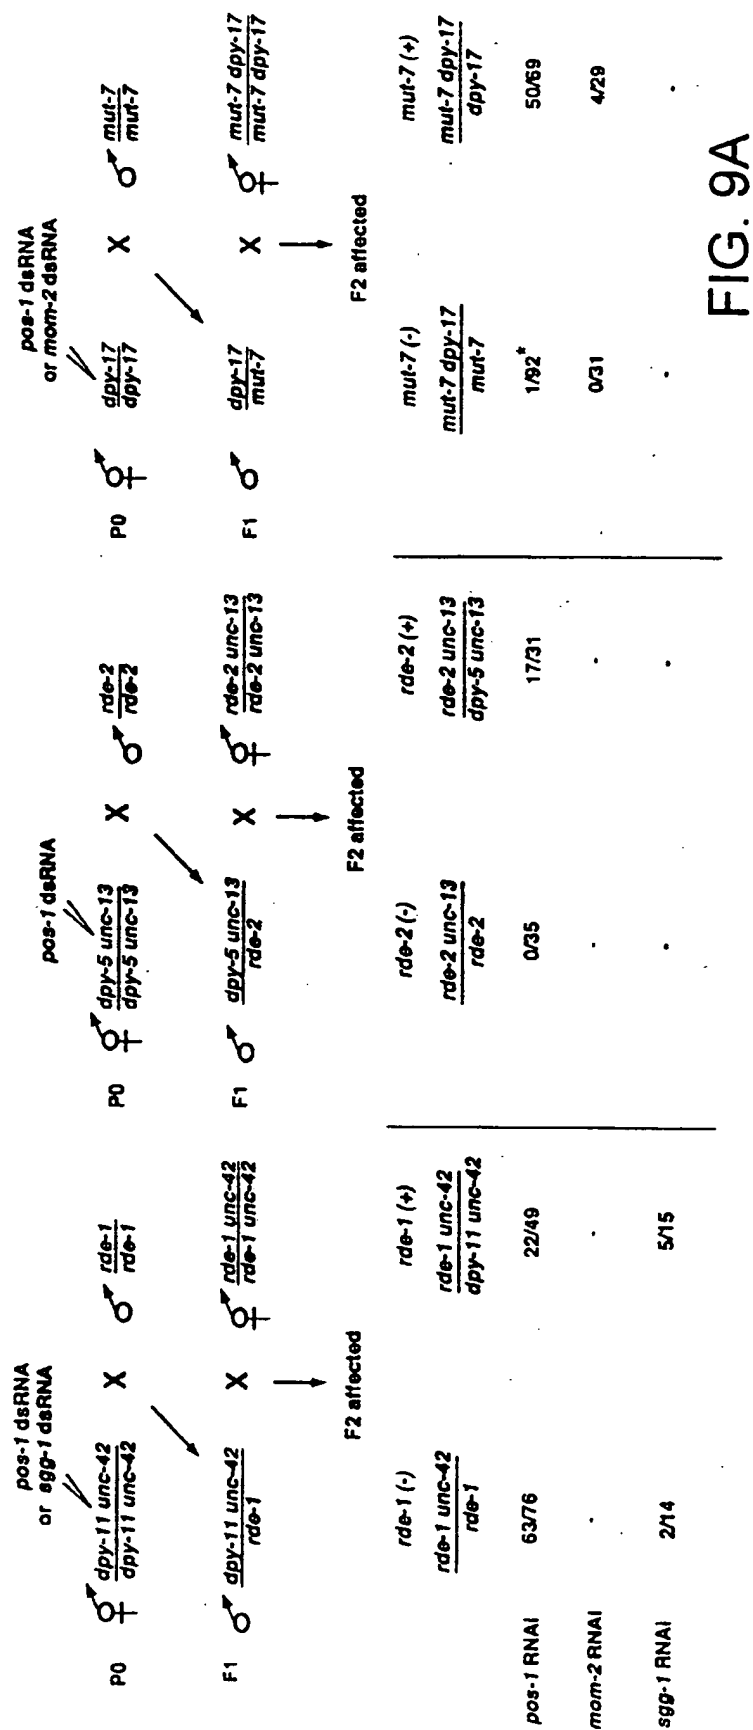 pos-1 dsRNA
or sgg-1 dsRNA
P0
dpy-11 unc-42
dpy-11 unc-42
X
rde-1
rde-1
F1
dpy-11 unc-42
rde-1
X
rde-1 unc-42
rde-1 unc-42
F2 affected
pos-1 dsRNA
P0
dpy-5 unc-13
dpy-5 unc-13
X
rde-2
rde-2
F1
dpy-5 unc-13
rde-2
X
rde-2 unc-13
rde-2 unc-13
F2 affected
pos-1 dsRNA
or mom-2 dsRNA
P0
dpy-17
dpy-17
X
mut-7
mut-7
F1
dpy-17
mut-7
X
mut-7 dpy-17
mut-7 dpy-17
F2 affected
rde-1 (-) rde-1 (+) rde-2 (-) rde-2 (+) mut-7 (-) mut-7 (+)
rde-1 unc-42 rde-1 unc-42 rde-2 unc-13 rde-2 unc-13 mut-7 dpy-17 mut-7 dpy-17
rde-1 dpy-11 unc-42 rde-2 dpy-5 unc-13 mut-7 dpy-17
pos-1 RNAi 63/76 22/49 0/35 17/31 1/92* 50/69
mom-2 RNAi - - - - 0/31 4/29
sgg-1 RNAi 2/14 5/15 - - - -
FIG. 9A